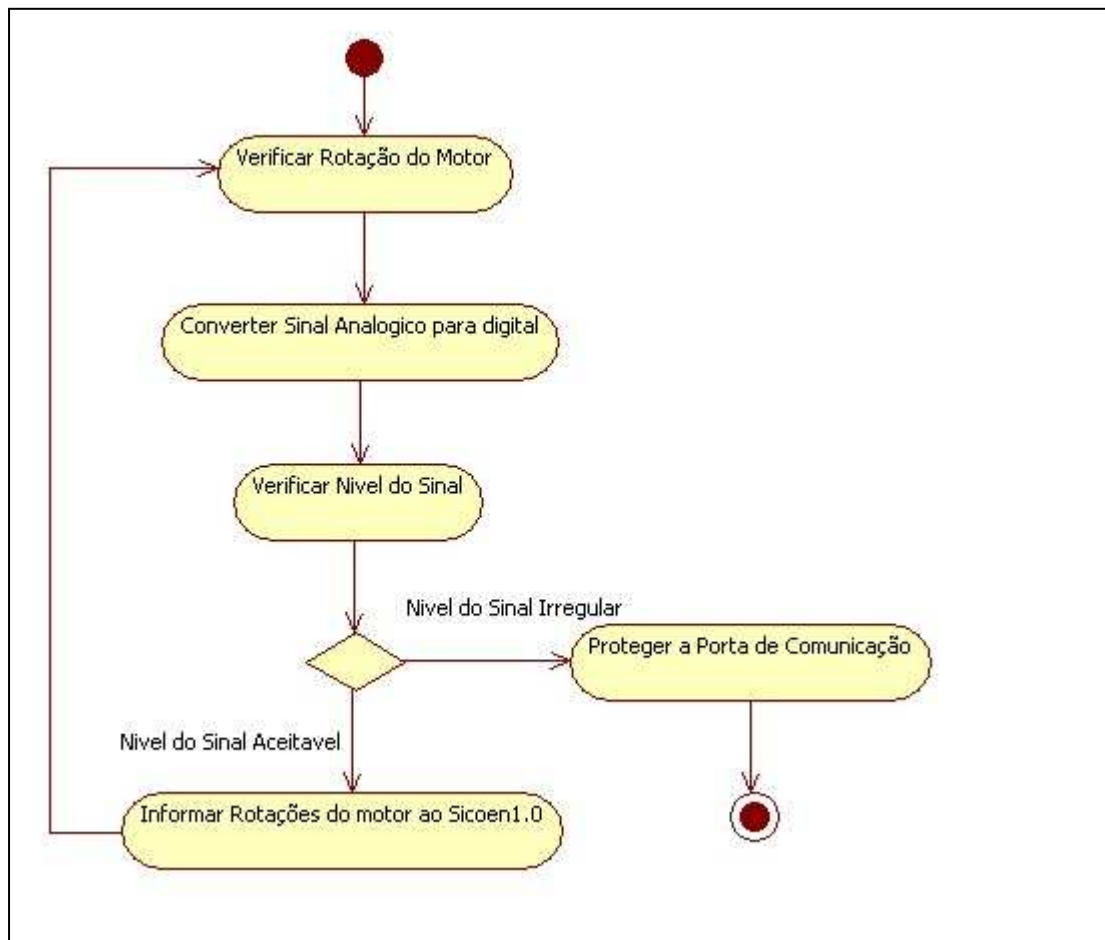 Verificar Rotação do Motor
Converter Sinal Analogico para digital
Verificar Nivel do Sinal
Nivel do Sinal Irregular
Proteger a Porta de Comunicação
Nivel do Sinal Aceitavel
Informar Rotações do motor ao Sicoen1.0